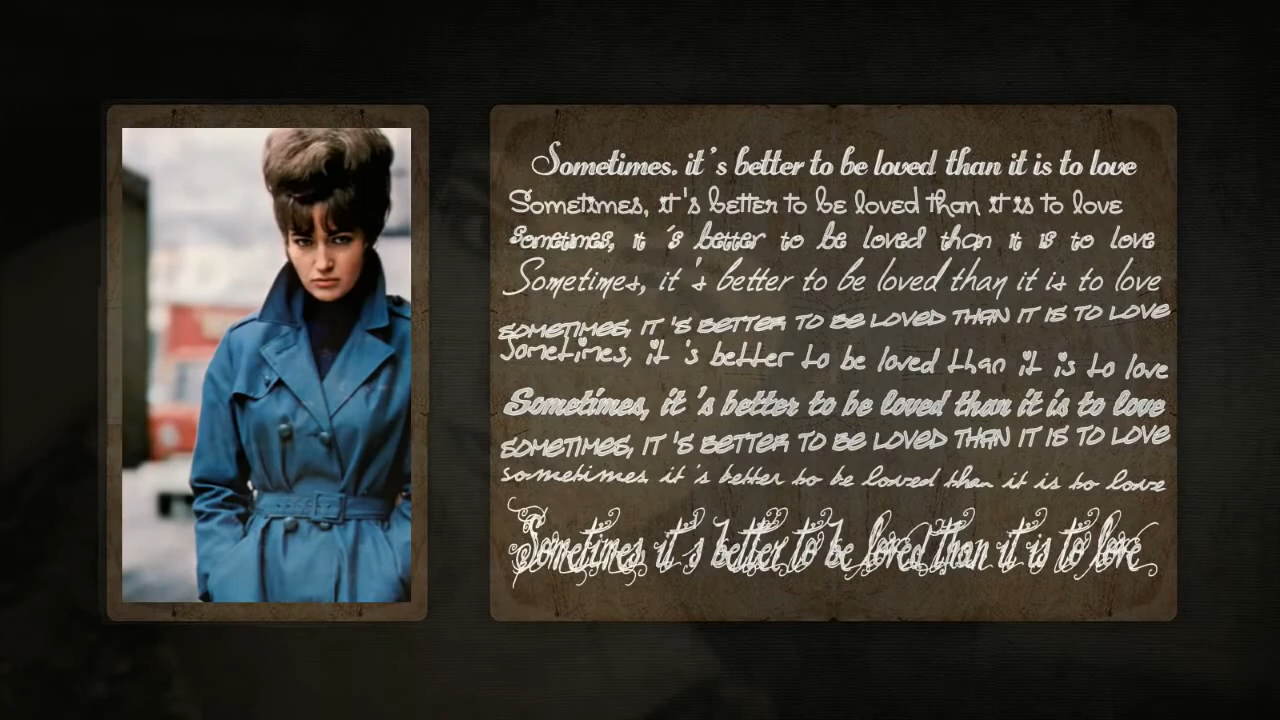 Sometimes. it's better to be loved than it is to love
Sometimes, it's better to be loved than it is to love
Sometimes, it 's better to be loved than it is to love
Sometimes, it 's better to be loved than it is to love
SOMETIMES, IT 'S BETTER TO BE LOVED THAN IT IS TO LOVE
Sometimes, it 's better to be loved than it is to love
Sometimes, it 's better to be loved than it is to love
SOMETIMES, IT 'S BETTER TO BE LOVED THAN IT IS TO LOVE
sometimes it's better to be loved than it is to love
Sometimes it's better to be loved than it is to love